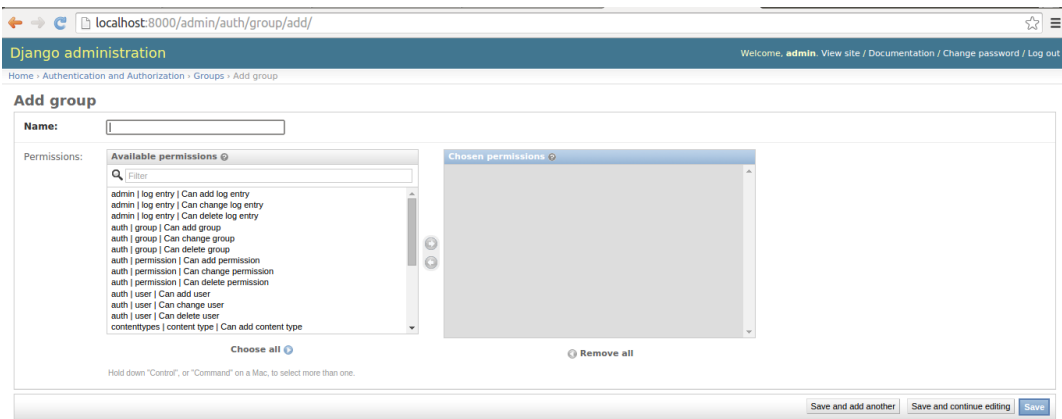 localhost:8000/admin/auth/group/add/
Django administration
Welcome, admin. View site / Documentation / Change password / Log out
Home › Authentication and Authorization › Groups › Add group
Add group
Name:
Permissions:
Available permissions
Filter
admin | log entry | Can add log entry
admin | log entry | Can change log entry
admin | log entry | Can delete log entry
auth | group | Can add group
auth | group | Can change group
auth | group | Can delete group
auth | permission | Can add permission
auth | permission | Can change permission
auth | permission | Can delete permission
auth | user | Can add user
auth | user | Can change user
auth | user | Can delete user
contenttypes | content type | Can add content type
Choose all
Hold down "Control", or "Command" on a Mac, to select more than one.
Chosen permissions
Remove all
Save and add another
Save and continue editing
Save